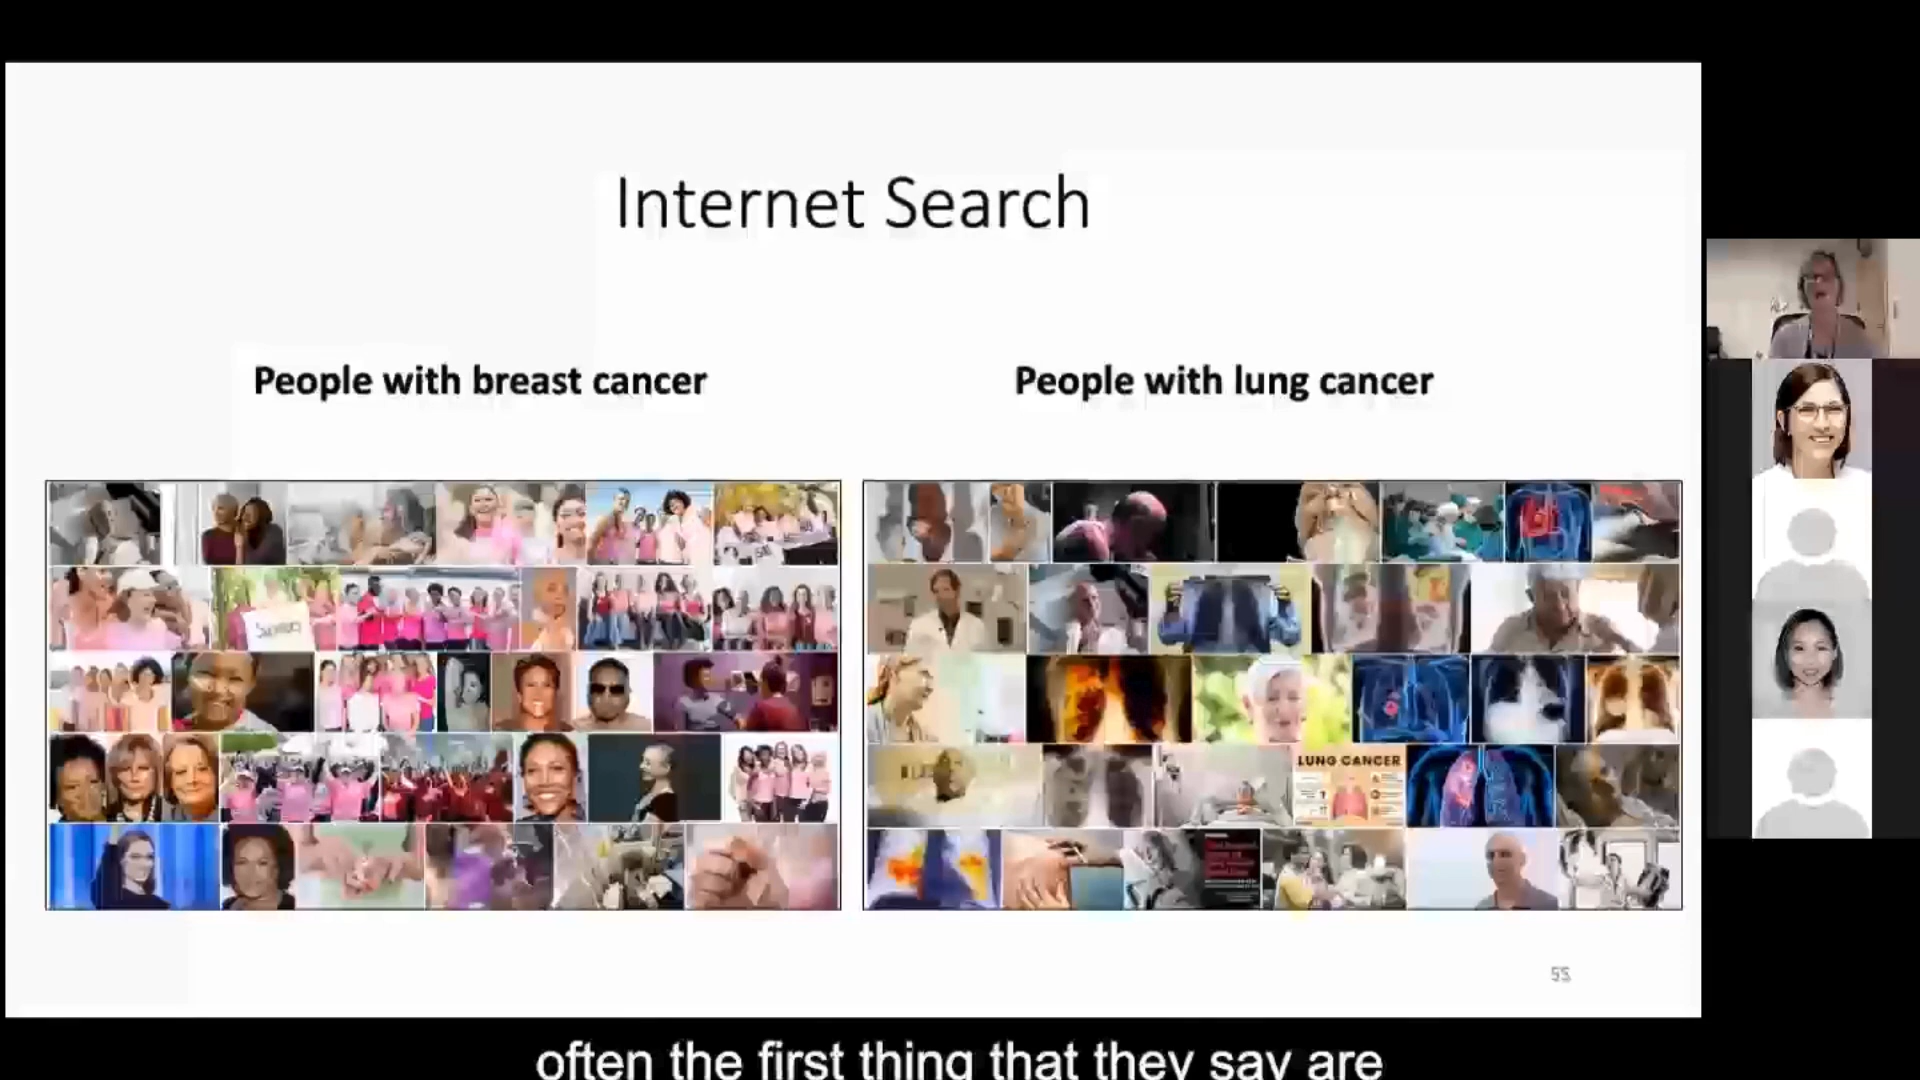 Internet Search
People with breast cancer
People with lung cancer
LUNG CANCER
55
often the first thing that they say are